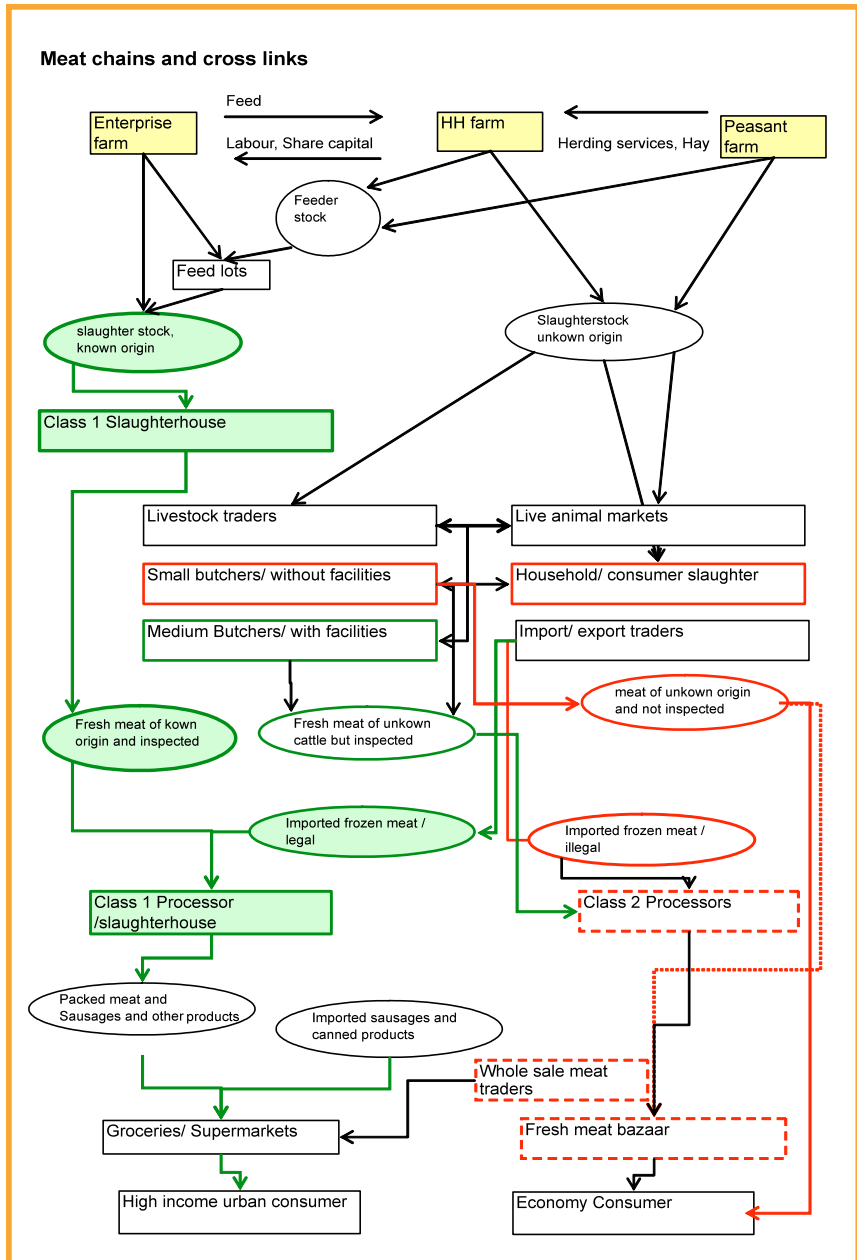 Meat chains and cross links
Feed
Enterprise
farm
HH farm
Peasant
farm
Labour, Share capital
Herding services, Hay
Feeder
stock
Feed lots
slaughter stock,
known origin
Slaughterstock
unkown origin
Class 1 Slaughterhouse
Livestock traders
Live animal markets
Small butchers/ without facilities
Household/ consumer slaughter
Medium Butchers/ with facilities
Import/ export traders
meat of unkown origin
and not inspected
Fresh meat of kown
origin and inspected
Fresh meat of unkown
cattle but inspected
Imported frozen meat /
legal
Imported frozen meat /
illegal
Class 1 Processor
/slaughterhouse
Class 2 Processors
Packed meat and
Sausages and other products
Imported sausages and
canned products
Whole sale meat
traders
Groceries/ Supermarkets
Fresh meat bazaar
High income urban consumer
Economy Consumer